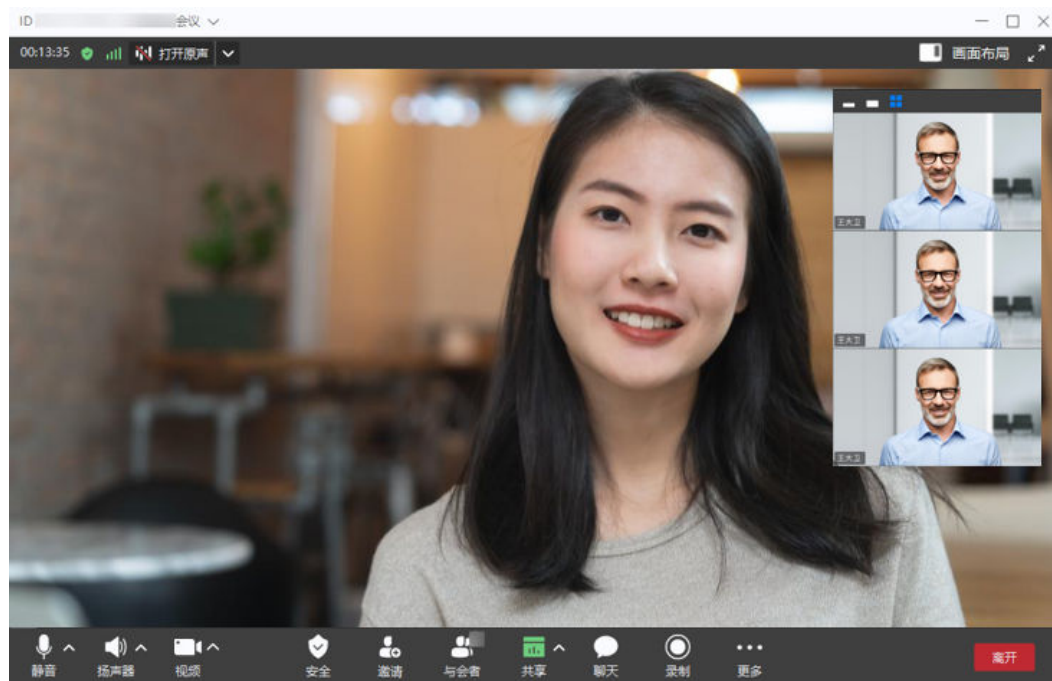 ID 会议
00:13:35 打开原声 画面布局
王大卫
王大卫
王大卫
静音 扬声器 视频 安全 邀请 与会者 共享 聊天 录制 更多 离开